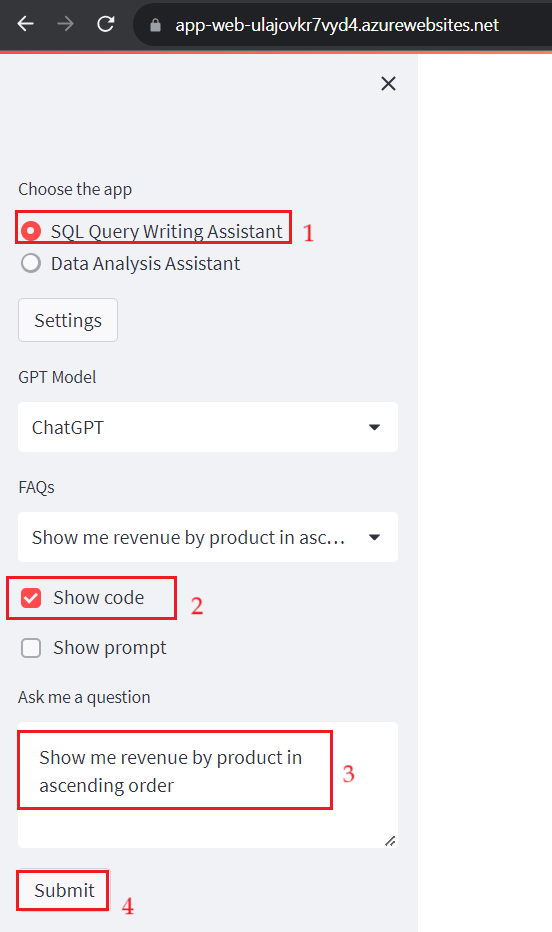 app-web-ulajovkr7vyd4.azurewebsites.net
Choose the app
SQL Query Writing Assistant 1
Data Analysis Assistant
Settings
GPT Model
ChatGPT
FAQs
Show me revenue by product in asc...
Show code 2
Show prompt
Ask me a question
Show me revenue by product in
ascending order
3
Submit 4